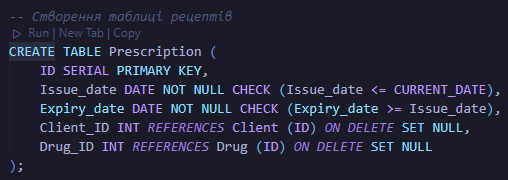 -- Створення таблиці рецептів
▷ Run | New Tab | Copy
CREATE TABLE Prescription (
    ID SERIAL PRIMARY KEY,
    Issue_date DATE NOT NULL CHECK (Issue_date <= CURRENT_DATE),
    Expiry_date DATE NOT NULL CHECK (Expiry_date >= Issue_date),
    Client_ID INT REFERENCES Client (ID) ON DELETE SET NULL,
    Drug_ID INT REFERENCES Drug (ID) ON DELETE SET NULL
);